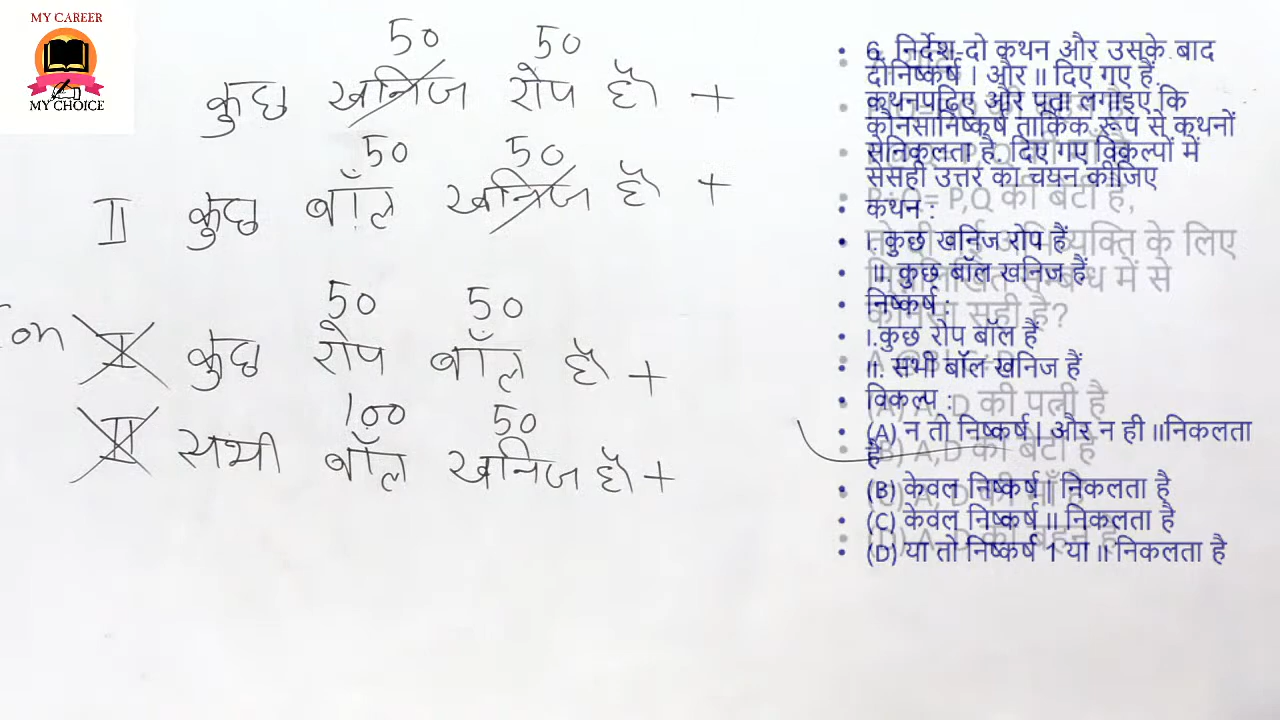 MY CAREER
MY CHOICE
50 50
कुछ खनिज रोप है। +
50 50
II कुछ बॉल खनिज है। +
50 50
on I कुछ रोप बॉल है। +
100 50
II सभी बॉल खनिज है। +
• 6. निर्देश-दो कथन और उसके बाद
दोनिष्कर्ष I और II दिए गए हैं.
कथनपढ़िए और पता लगाइए कि
कौनसानिष्कर्ष तार्किक रूप से कथनों
सेनिकलता है. दिए गए विकल्पों में
सेसही उत्तर का चयन कीजिए
• कथन :
• I. कुछ खनिज रोप हैं
• II. कुछ बॉल खनिज हैं
• निष्कर्ष :
• I.कुछ रोप बॉल हैं
• II. सभी बॉल खनिज हैं
• विकल्प :
• (A) न तो निष्कर्ष I और न ही IIनिकलता
है
• (B) केवल निष्कर्ष I निकलता है
• (C) केवल निष्कर्ष II निकलता है
• (D) या तो निष्कर्ष 1 या II निकलता है